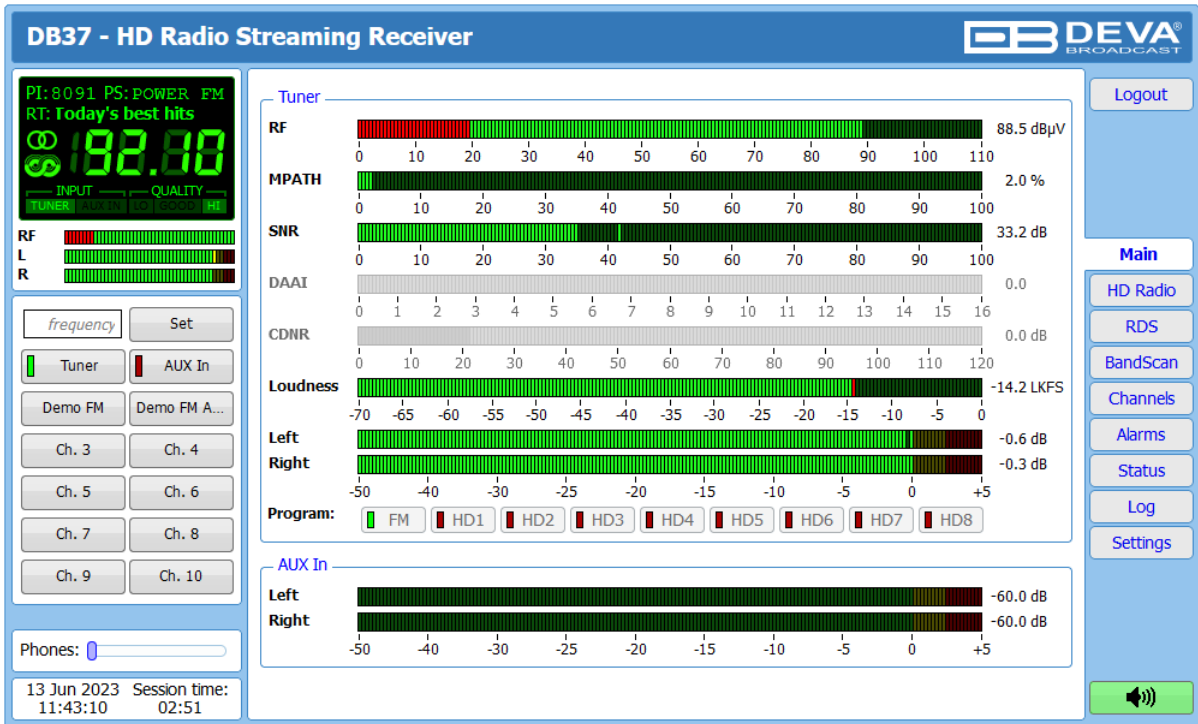 DB37 - HD Radio Streaming Receiver
DEVA®
BROADCAST
PI:8091 PS:POWER FM
RT: Today's best hits
92.10
INPUT QUALITY
TUNER AUX IN LO GOOD HI
RF
L
R
frequency Set
Tuner AUX In
Demo FM Demo FM A...
Ch. 3 Ch. 4
Ch. 5 Ch. 6
Ch. 7 Ch. 8
Ch. 9 Ch. 10
Phones:
13 Jun 2023 Session time:
11:43:10 02:51
Tuner
RF 88.5 dBµV
0 10 20 30 40 50 60 70 80 90 100 110
MPATH 2.0 %
0 10 20 30 40 50 60 70 80 90 100
SNR 33.2 dB
0 10 20 30 40 50 60 70 80 90 100
DAAI 0.0
0 1 2 3 4 5 6 7 8 9 10 11 12 13 14 15 16
CDNR 0.0 dB
0 10 20 30 40 50 60 70 80 90 100 110 120
Loudness -14.2 LKFS
-70 -65 -60 -55 -50 -45 -40 -35 -30 -25 -20 -15 -10 -5 0
Left -0.6 dB
Right -0.3 dB
-50 -40 -30 -25 -20 -15 -10 -5 0 +5
Program: FM HD1 HD2 HD3 HD4 HD5 HD6 HD7 HD8
AUX In
Left -60.0 dB
Right -60.0 dB
-50 -40 -30 -25 -20 -15 -10 -5 0 +5
Logout
Main
HD Radio
RDS
BandScan
Channels
Alarms
Status
Log
Settings